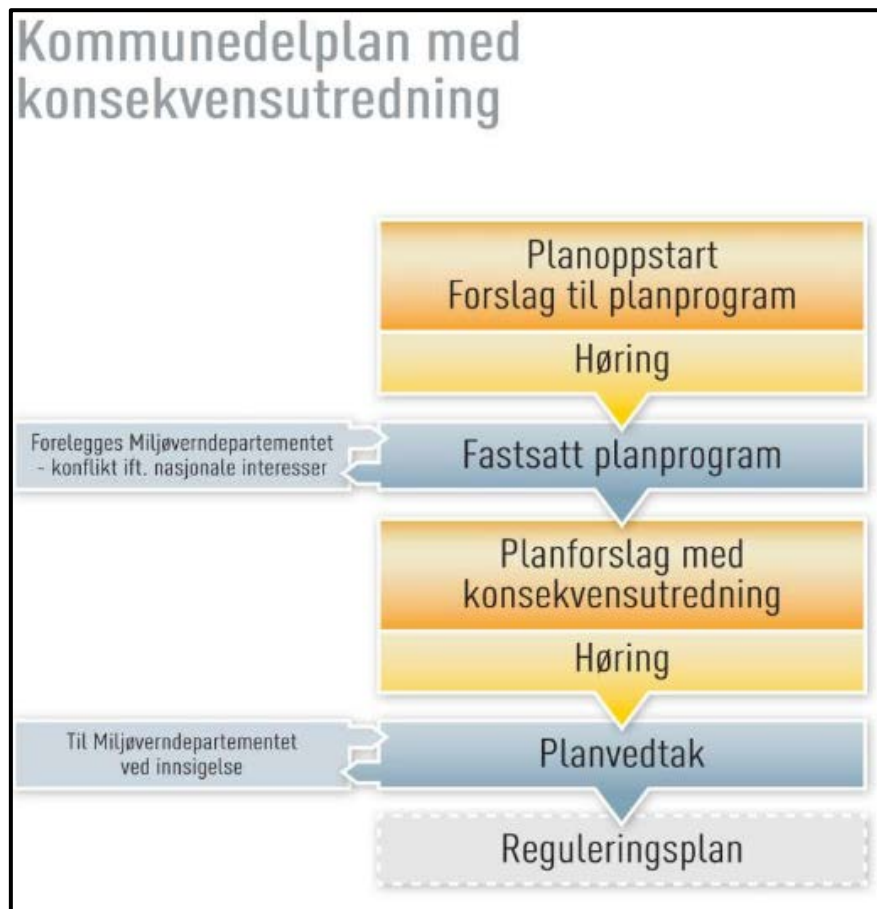 Kommunedelplan med
konsekvensutredning
Planoppstart
Forslag til planprogram
Høring
Forelegges Miljøverndepartementet
- konflikt ift. nasjonale interesser
Fastsatt planprogram
Planforslag med
konsekvensutredning
Høring
Til Miljøverndepartementet
ved innsigelse
Planvedtak
Reguleringsplan